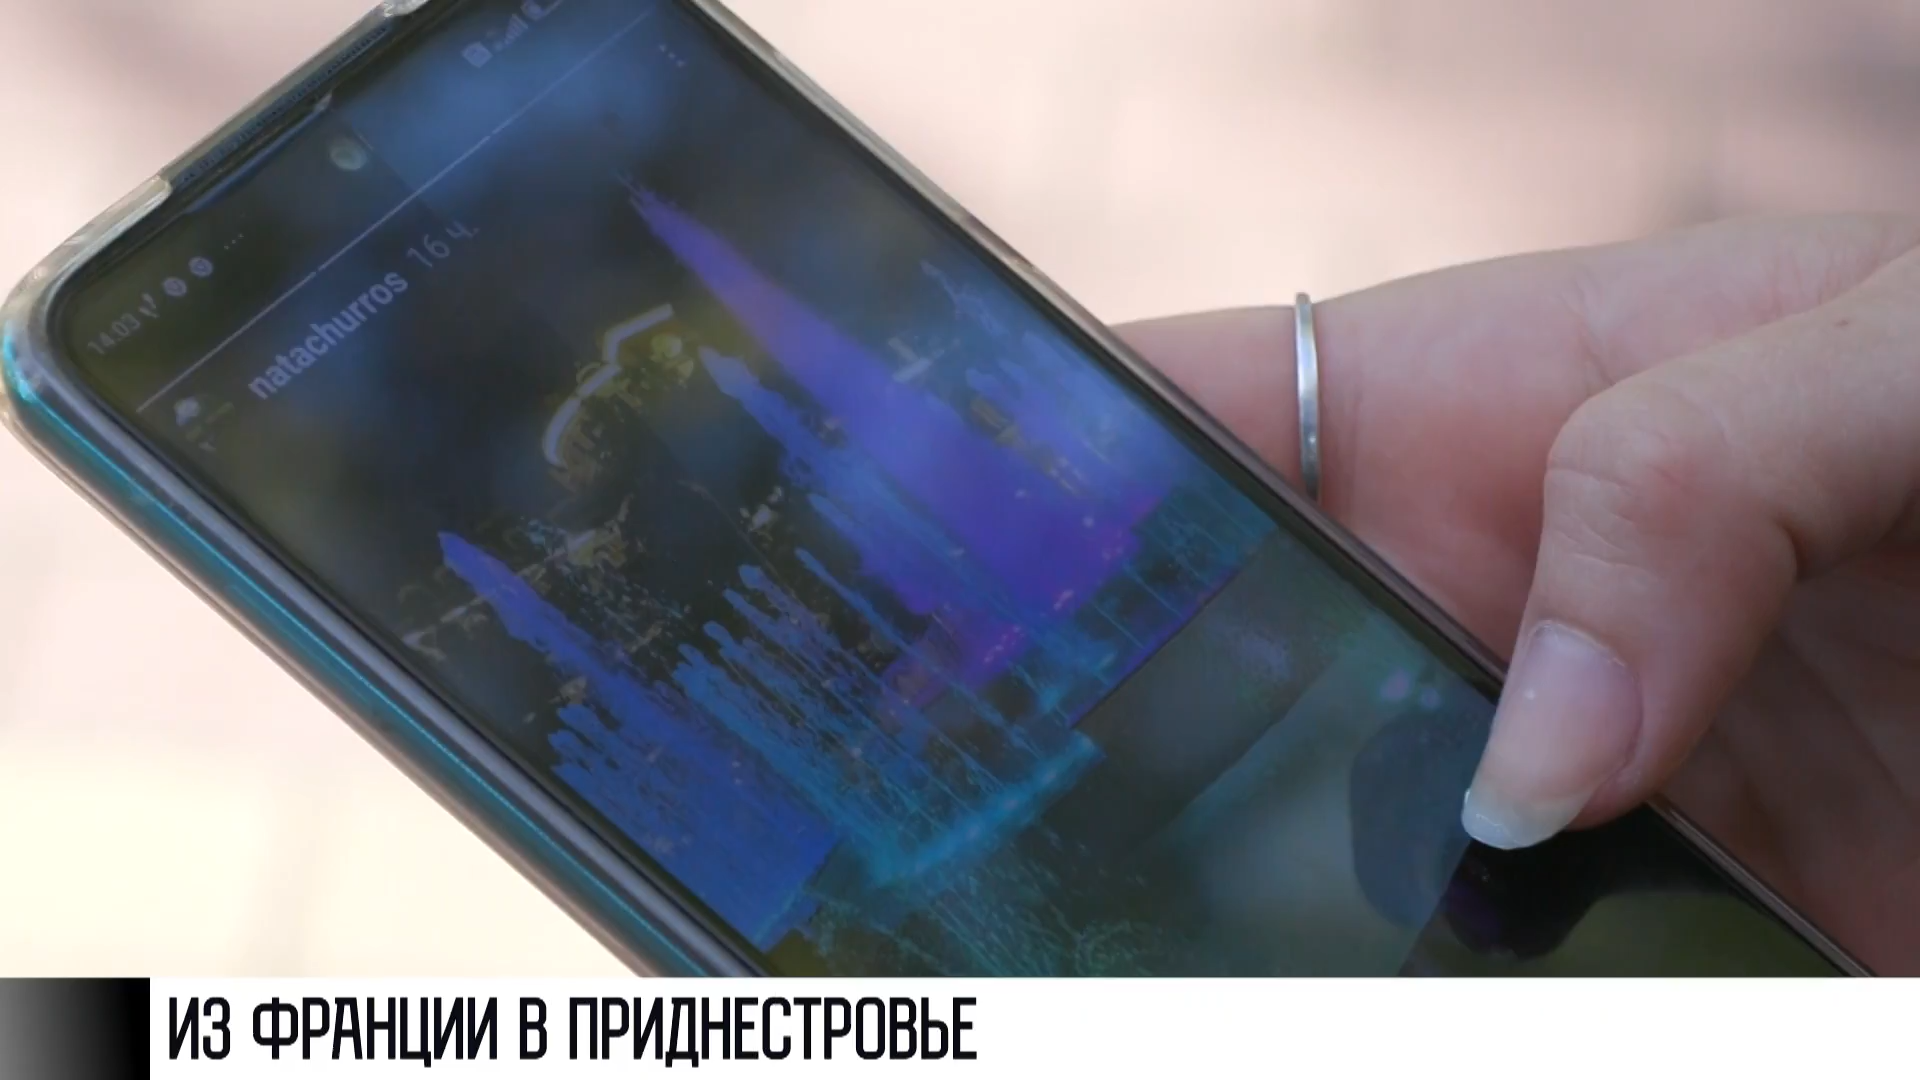 14:03
natachurros 16 ч.
ИЗ ФРАНЦИИ В ПРИДНЕСТРОВЬЕ